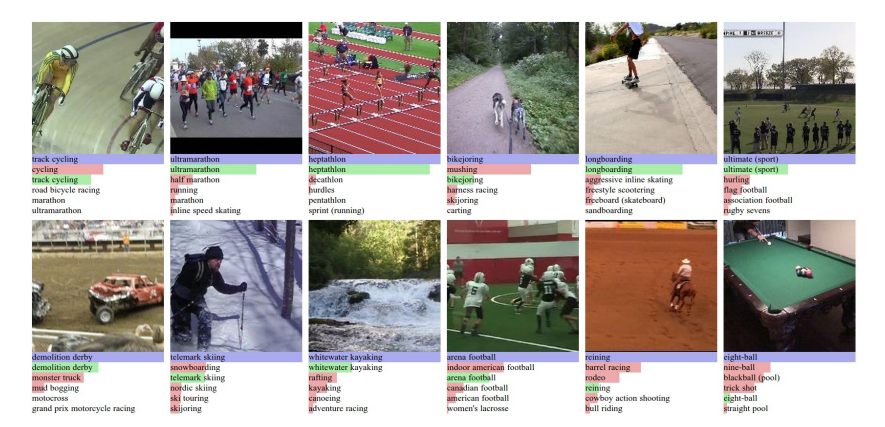 MPIRE BREEZE
track cycling
cycling
track cycling
road bicycle racing
marathon
ultramarathon
ultramarathon
ultramarathon
half marathon
running
marathon
inline speed skating
heptathlon
heptathlon
decathlon
hurdles
pentathlon
sprint (running)
bikejoring
mushing
bikejoring
harness racing
skijoring
carting
longboarding
longboarding
aggressive inline skating
freestyle scootering
freeboard (skateboard)
sandboarding
ultimate (sport)
ultimate (sport)
hurling
flag football
association football
rugby sevens
demolition derby
demolition derby
monster truck
mud bogging
motocross
grand prix motorcycle racing
telemark skiing
snowboarding
telemark skiing
nordic skiing
ski touring
skijoring
whitewater kayaking
whitewater kayaking
rafting
kayaking
canoeing
adventure racing
arena football
indoor american football
arena football
canadian football
american football
women's lacrosse
reining
barrel racing
rodeo
reining
cowboy action shooting
bull riding
eight-ball
nine-ball
blackball (pool)
trick shot
eight-ball
straight pool